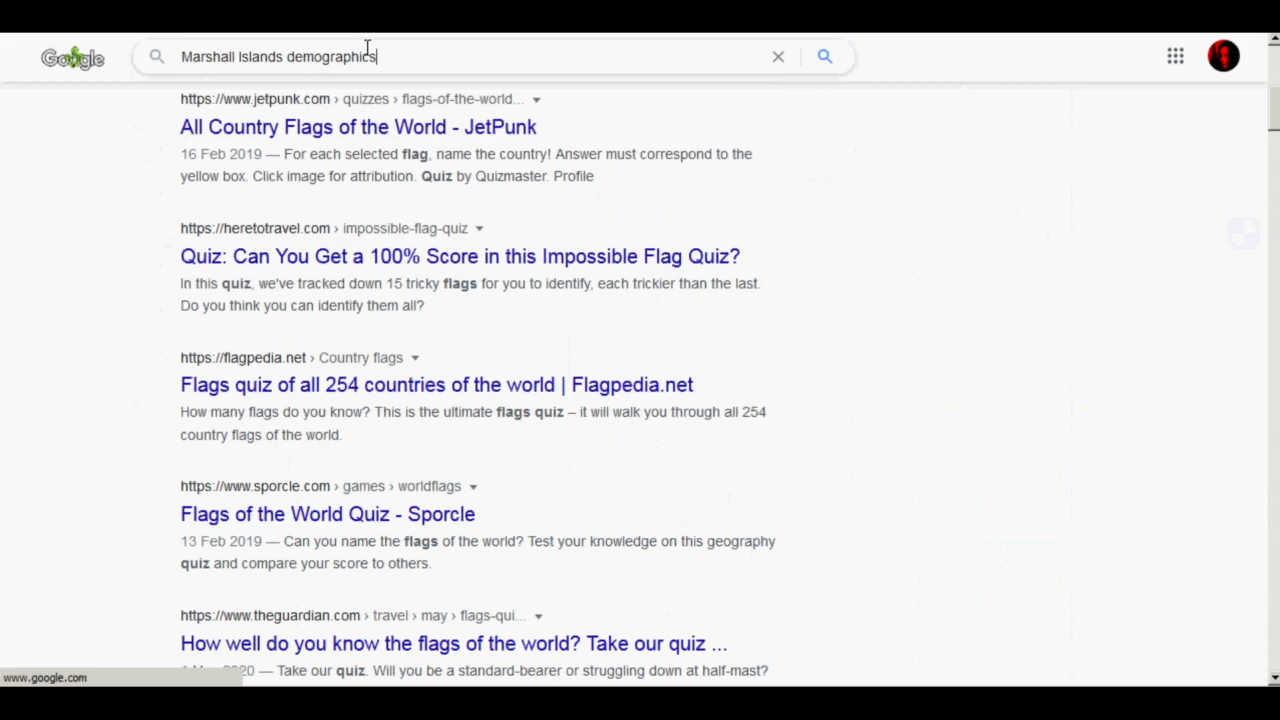 Google
Marshall Islands demographics
https://www.jetpunk.com › quizzes › flags-of-the-world...
All Country Flags of the World - JetPunk
16 Feb 2019 — For each selected flag, name the country! Answer must correspond to the
yellow box. Click image for attribution. Quiz by Quizmaster. Profile
https://heretotravel.com › impossible-flag-quiz
Quiz: Can You Get a 100% Score in this Impossible Flag Quiz?
In this quiz, we've tracked down 15 tricky flags for you to identify, each trickier than the last.
Do you think you can identify them all?
https://flagpedia.net › Country flags
Flags quiz of all 254 countries of the world | Flagpedia.net
How many flags do you know? This is the ultimate flags quiz – it will walk you through all 254
country flags of the world.
https://www.sporcle.com › games › worldflags
Flags of the World Quiz - Sporcle
13 Feb 2019 — Can you name the flags of the world? Test your knowledge on this geography
quiz and compare your score to others.
https://www.theguardian.com › travel › may › flags-qui...
How well do you know the flags of the world? Take our quiz ...
— Take our quiz. Will you be a standard-bearer or struggling down at half-mast?
www.google.com